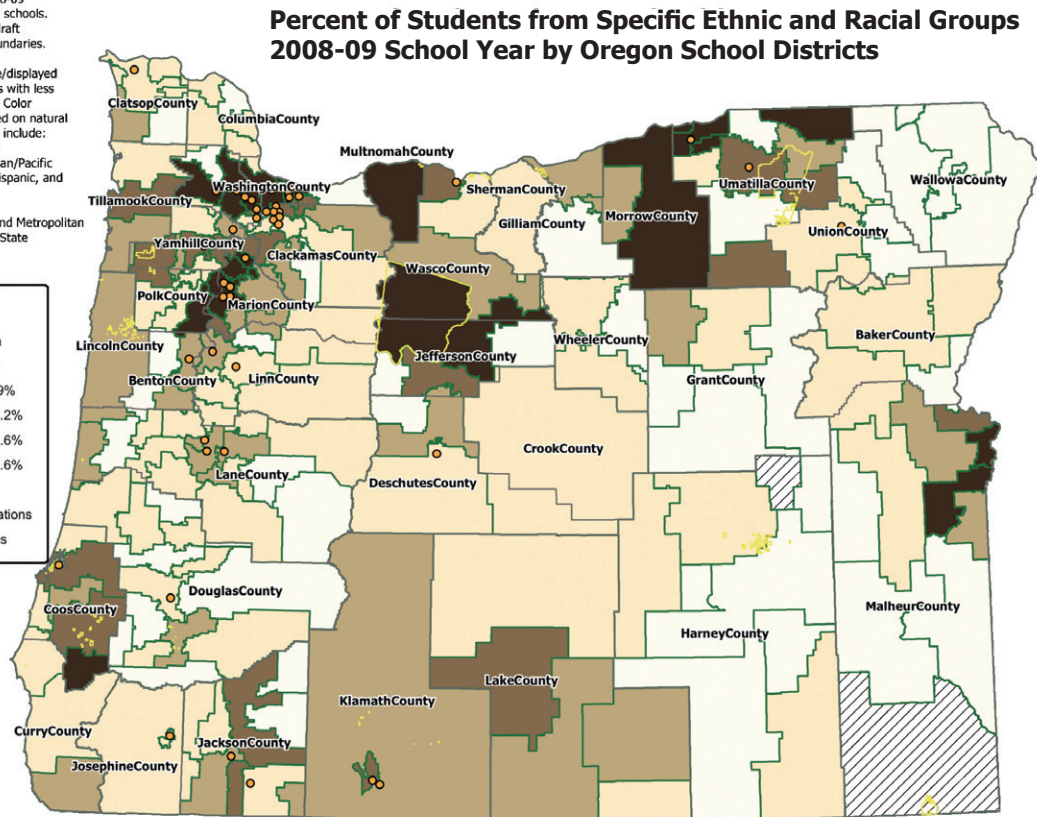 Percent of Students from Specific Ethnic and Racial Groups
2008-09 School Year by Oregon School Districts
schools.
undaries.
/displayed
s with less
Color
ed on natural
include:
an/Pacific
and
nd Metropolitan
State
9%
.2%
.6%
.6%
ations
s
ClatsopCounty
ColumbiaCounty
MultnomahCounty
WashingtonCounty
TillamookCounty
ShermanCounty
GilliamCounty
MorrowCounty
UmatillaCounty
WallowaCounty
UnionCounty
YamhillCounty
ClackamasCounty
WascoCounty
PolkCounty
MarionCounty
LincolnCounty
JeffersonCounty
WheelerCounty
BakerCounty
BentonCounty
LinnCounty
GrantCounty
CrookCounty
LaneCounty
DeschutesCounty
DouglasCounty
CoosCounty
HarneyCounty
MalheurCounty
LakeCounty
KlamathCounty
CurryCounty
JacksonCounty
JosephineCounty